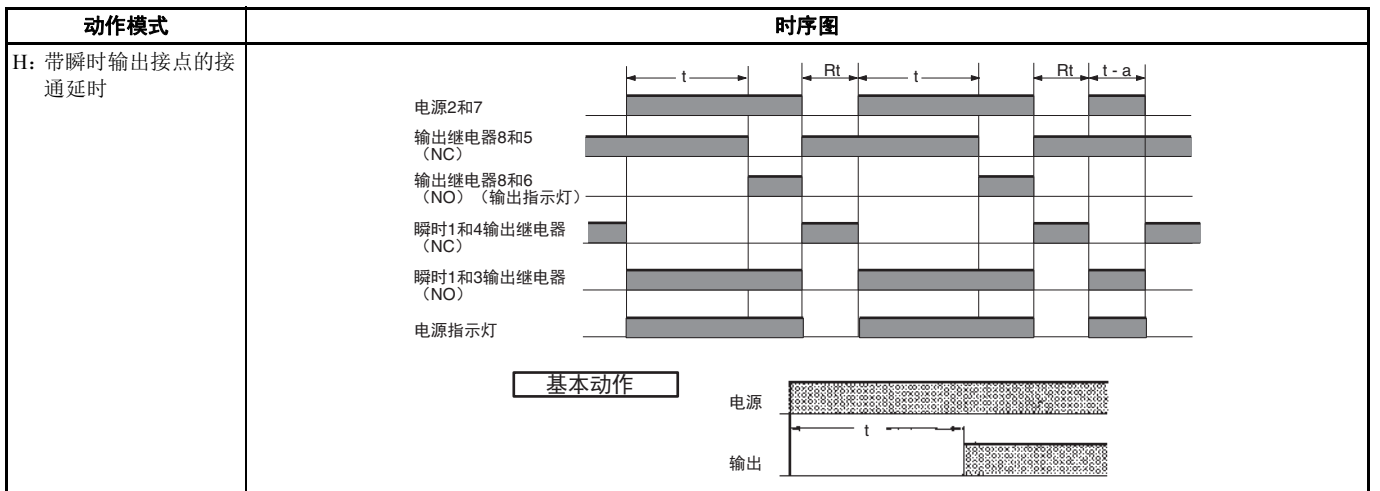 动作模式
时序图
H：带瞬时输出接点的接
通延时
t
Rt
t
Rt
t - a
电源2和7
输出继电器8和5
（NC）
输出继电器8和6
（NO）（输出指示灯）
瞬时1和4输出继电器
（NC）
瞬时1和3输出继电器
（NO）
电源指示灯
基本动作
电源
t
输出